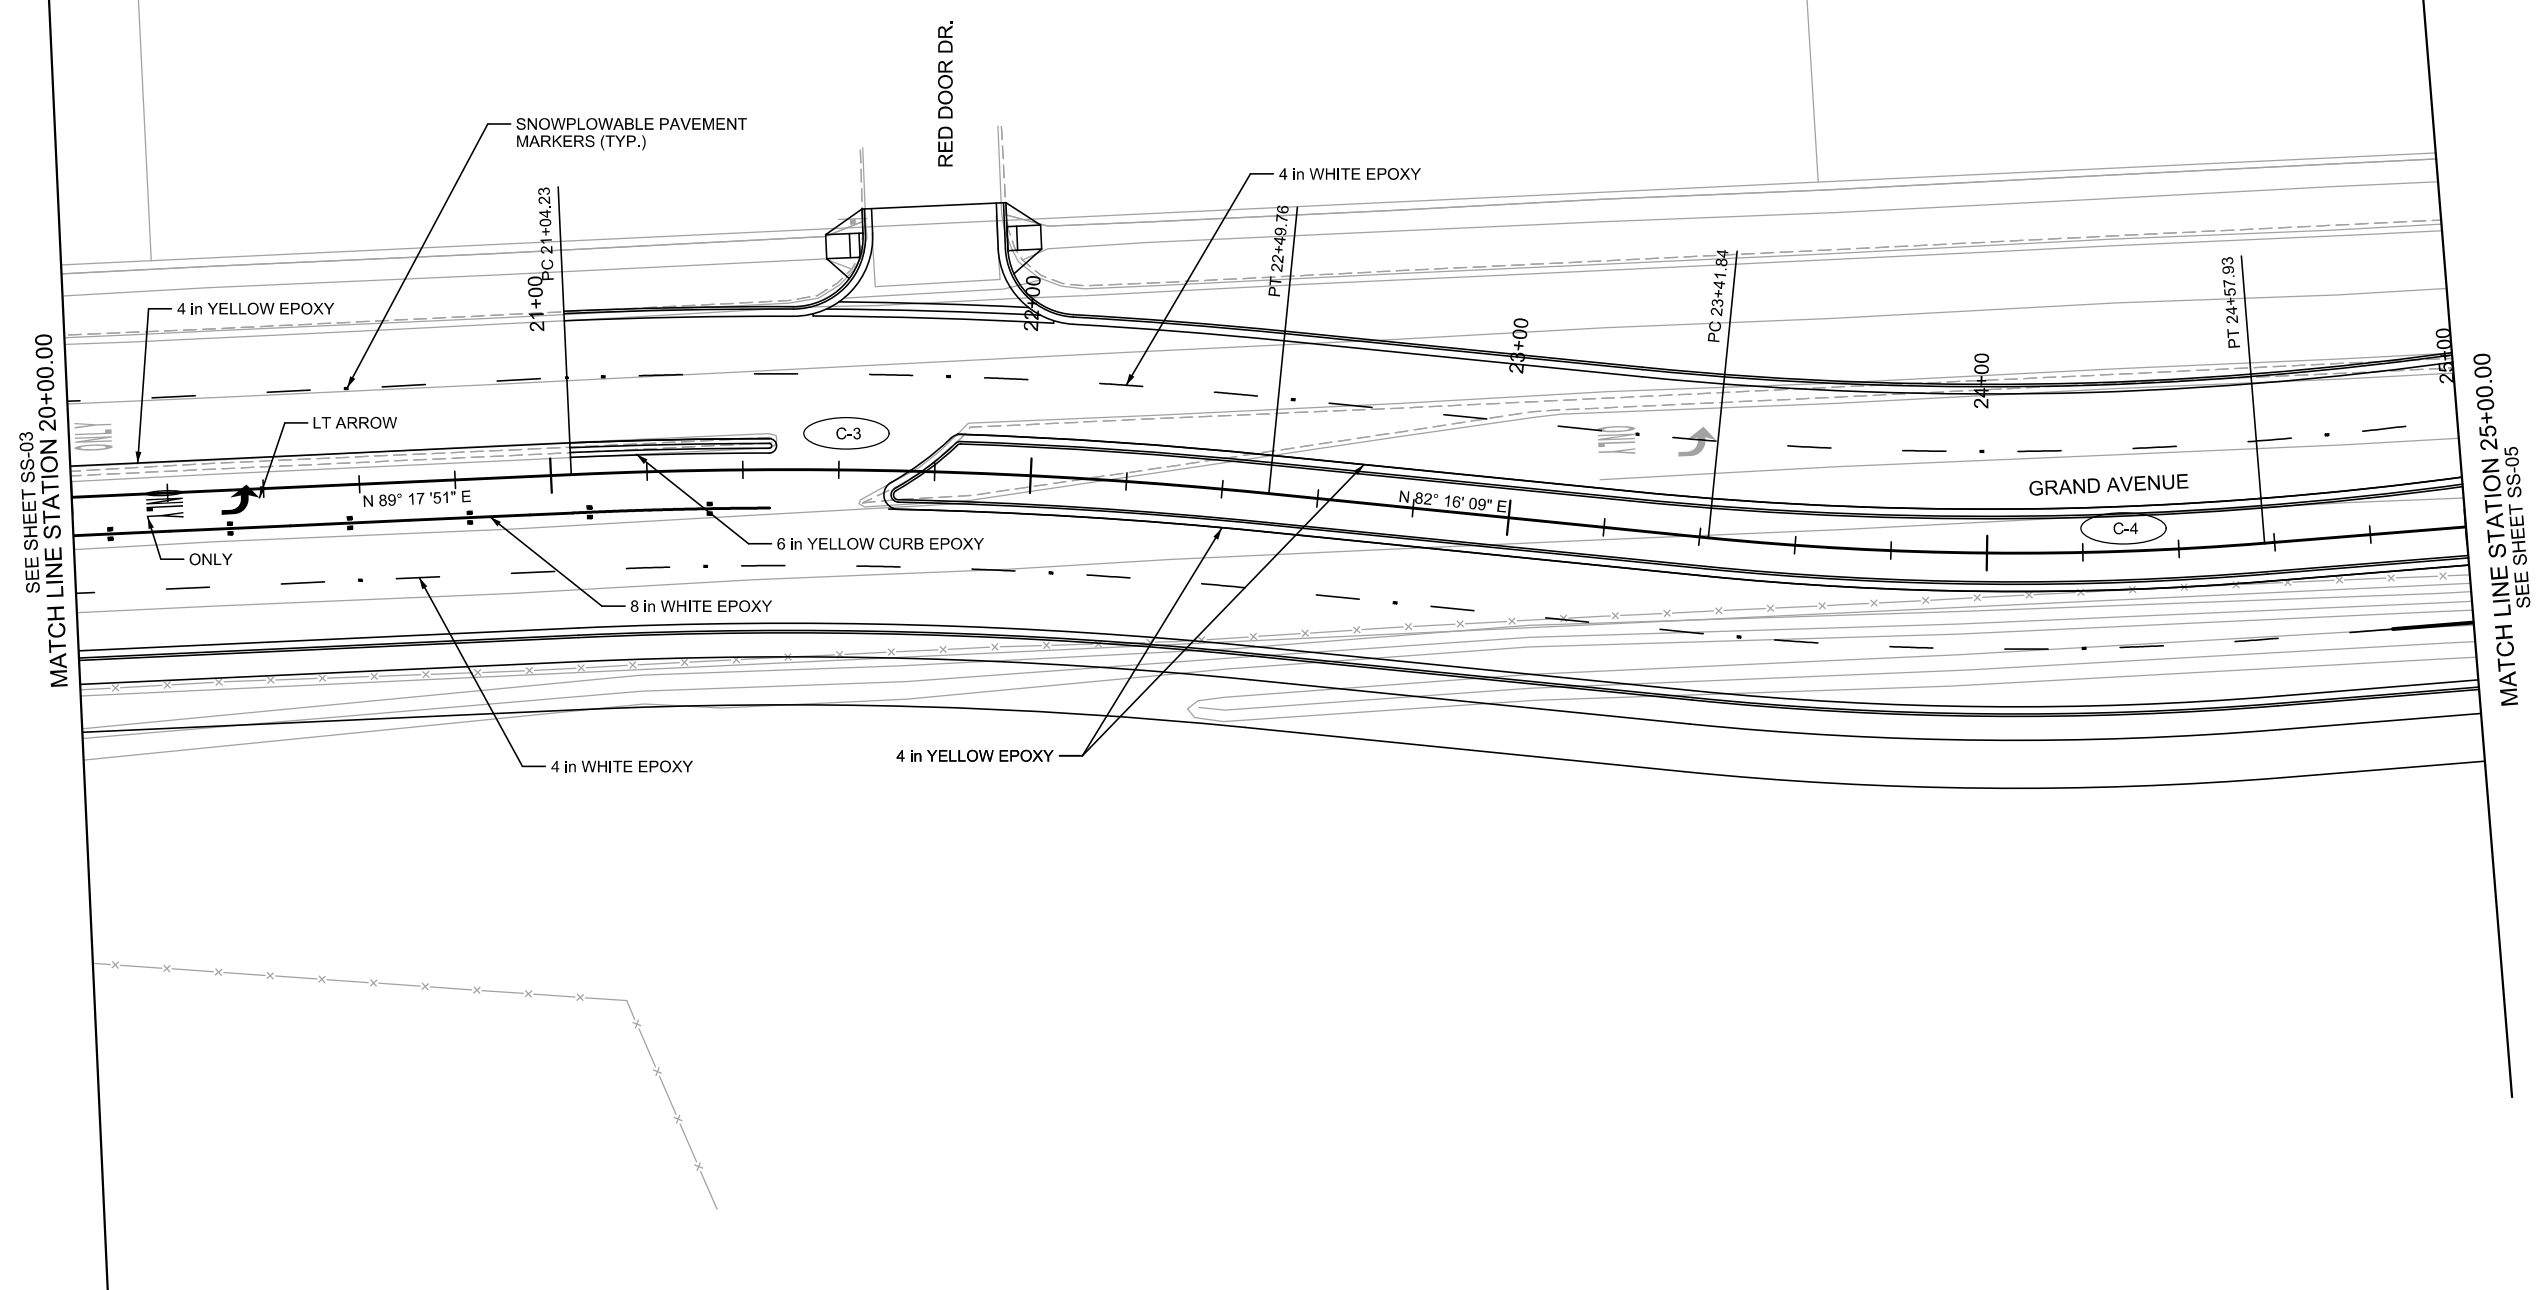 RED DOOR DR.
SNOWPLOWABLE PAVEMENT
MARKERS (TYP.)
4 in WHITE EPOXY
PC 21+04.23
21+00
22+00
PT 22+49.76
23+00
PC 23+41.84
24+00
PT 24+57.93
25+00
4 in YELLOW EPOXY
SEE SHEET SS-03
MATCH LINE STATION 20+00.00
LT ARROW
C-3
ONLY
ONLY
ONLY
N 89° 17 '51" E
N 82° 16' 09" E
GRAND AVENUE
C-4
MATCH LINE STATION 25+00.00
SEE SHEET SS-05
ONLY
6 in YELLOW CURB EPOXY
8 in WHITE EPOXY
4 in WHITE EPOXY
4 in YELLOW EPOXY